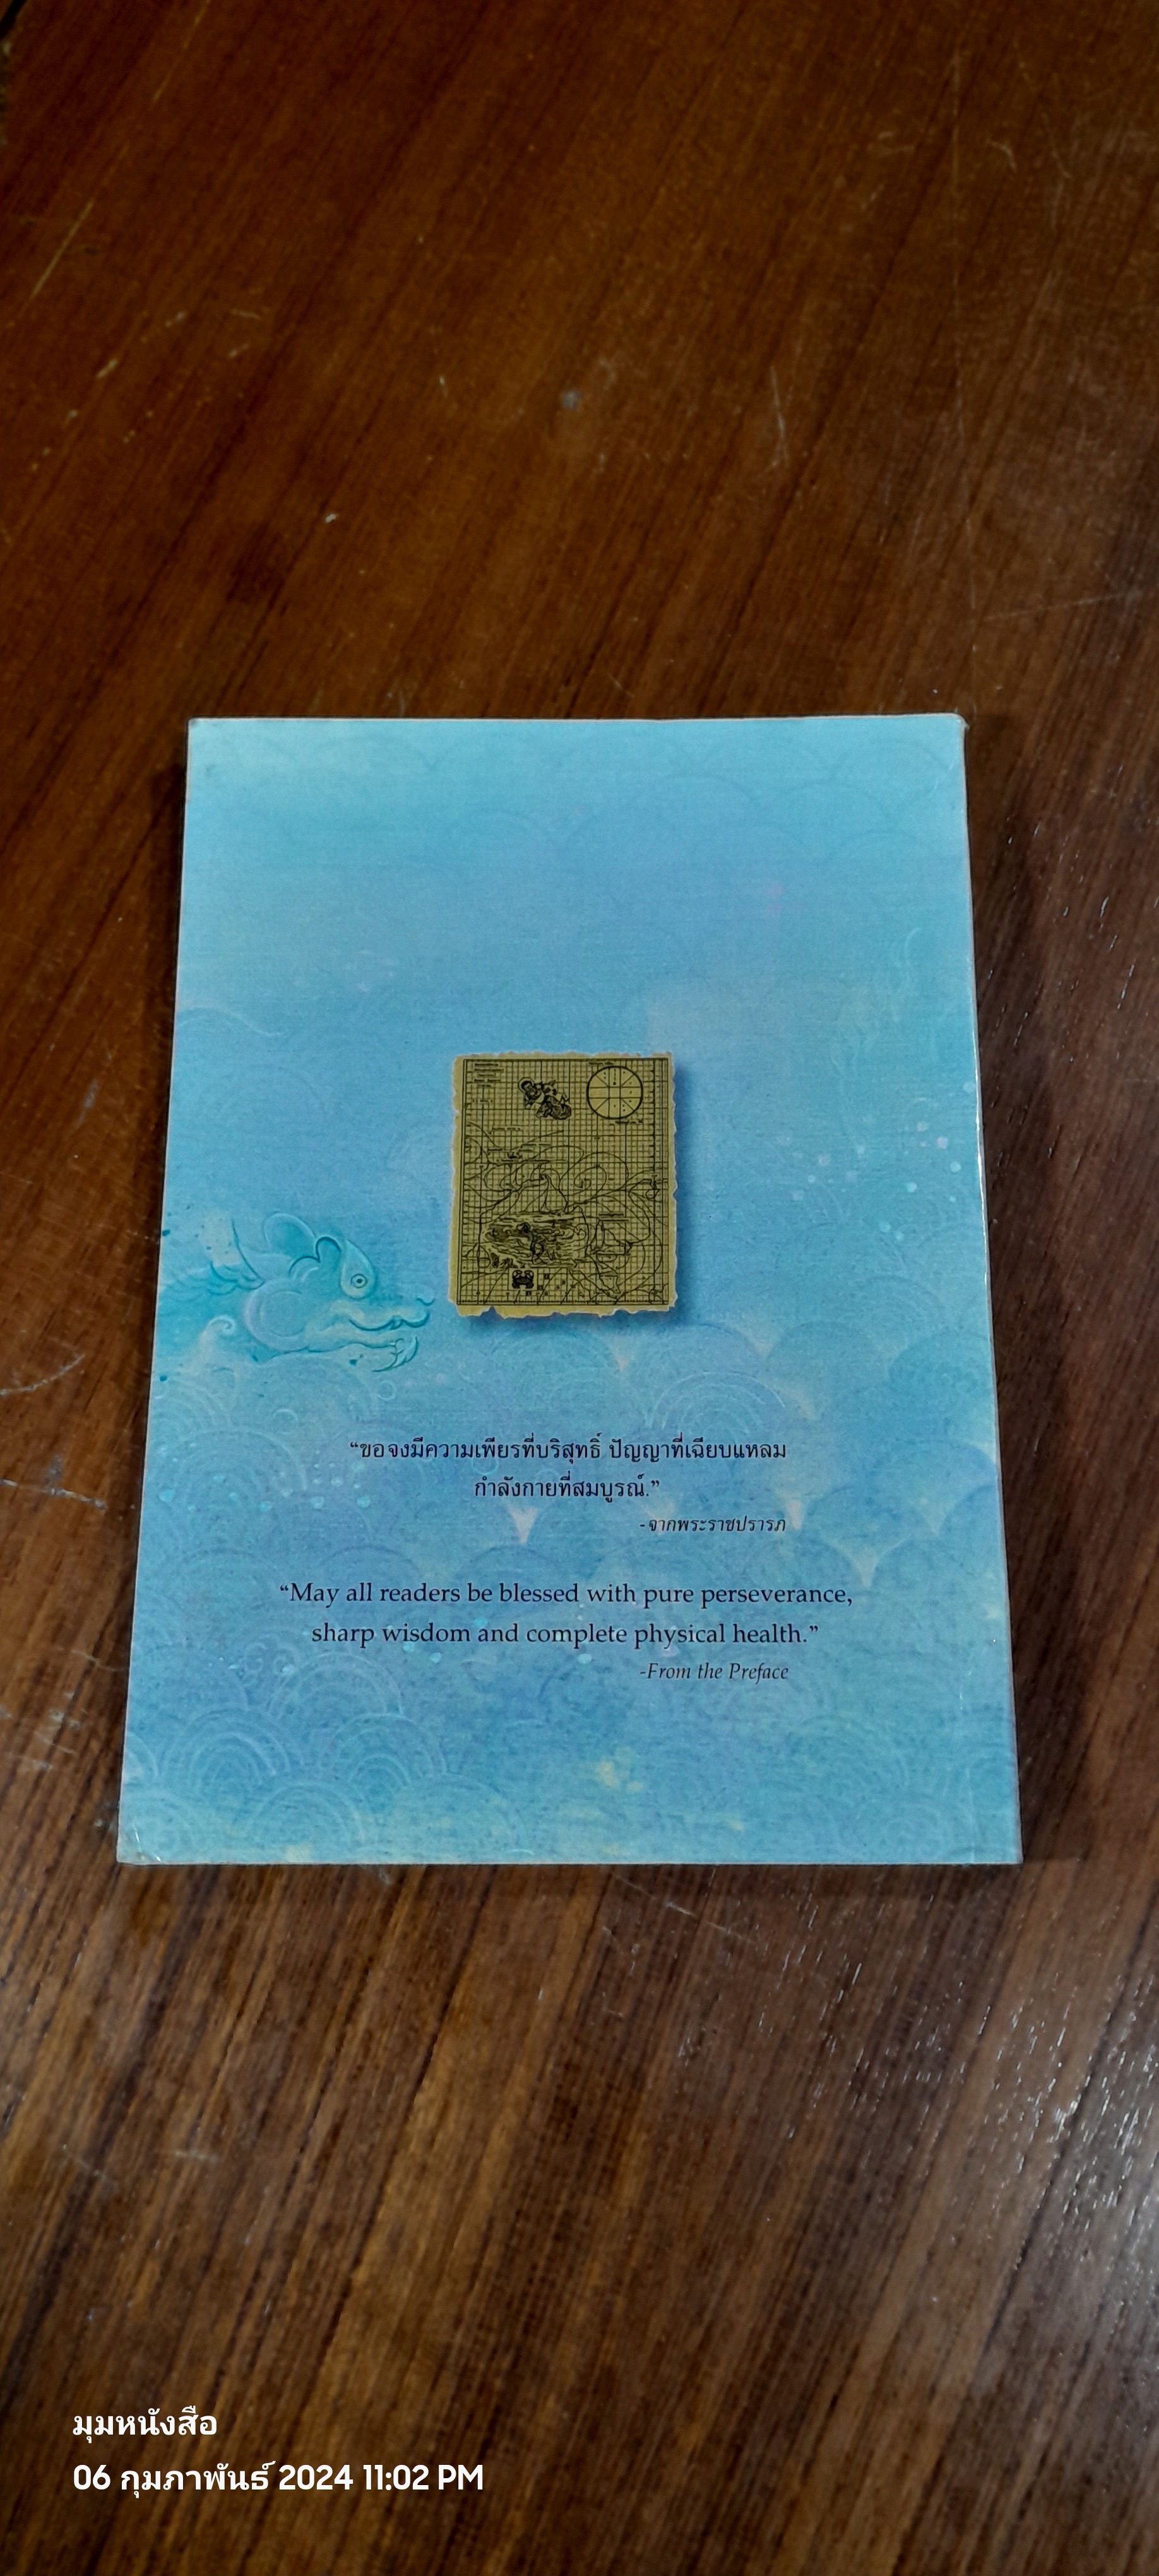 “ขอจงมีความเพียรที่บริสุทธิ์ ปัญญาที่เฉียบแหลม
กำลังกายที่สมบูรณ์.”
-จากพระราชปรารภ
“May all readers be blessed with pure perseverance,
sharp wisdom and complete physical health.”
-From the Preface
มุมหนังสือ
06 กุมภาพันธ์ 2024 11:02 PM